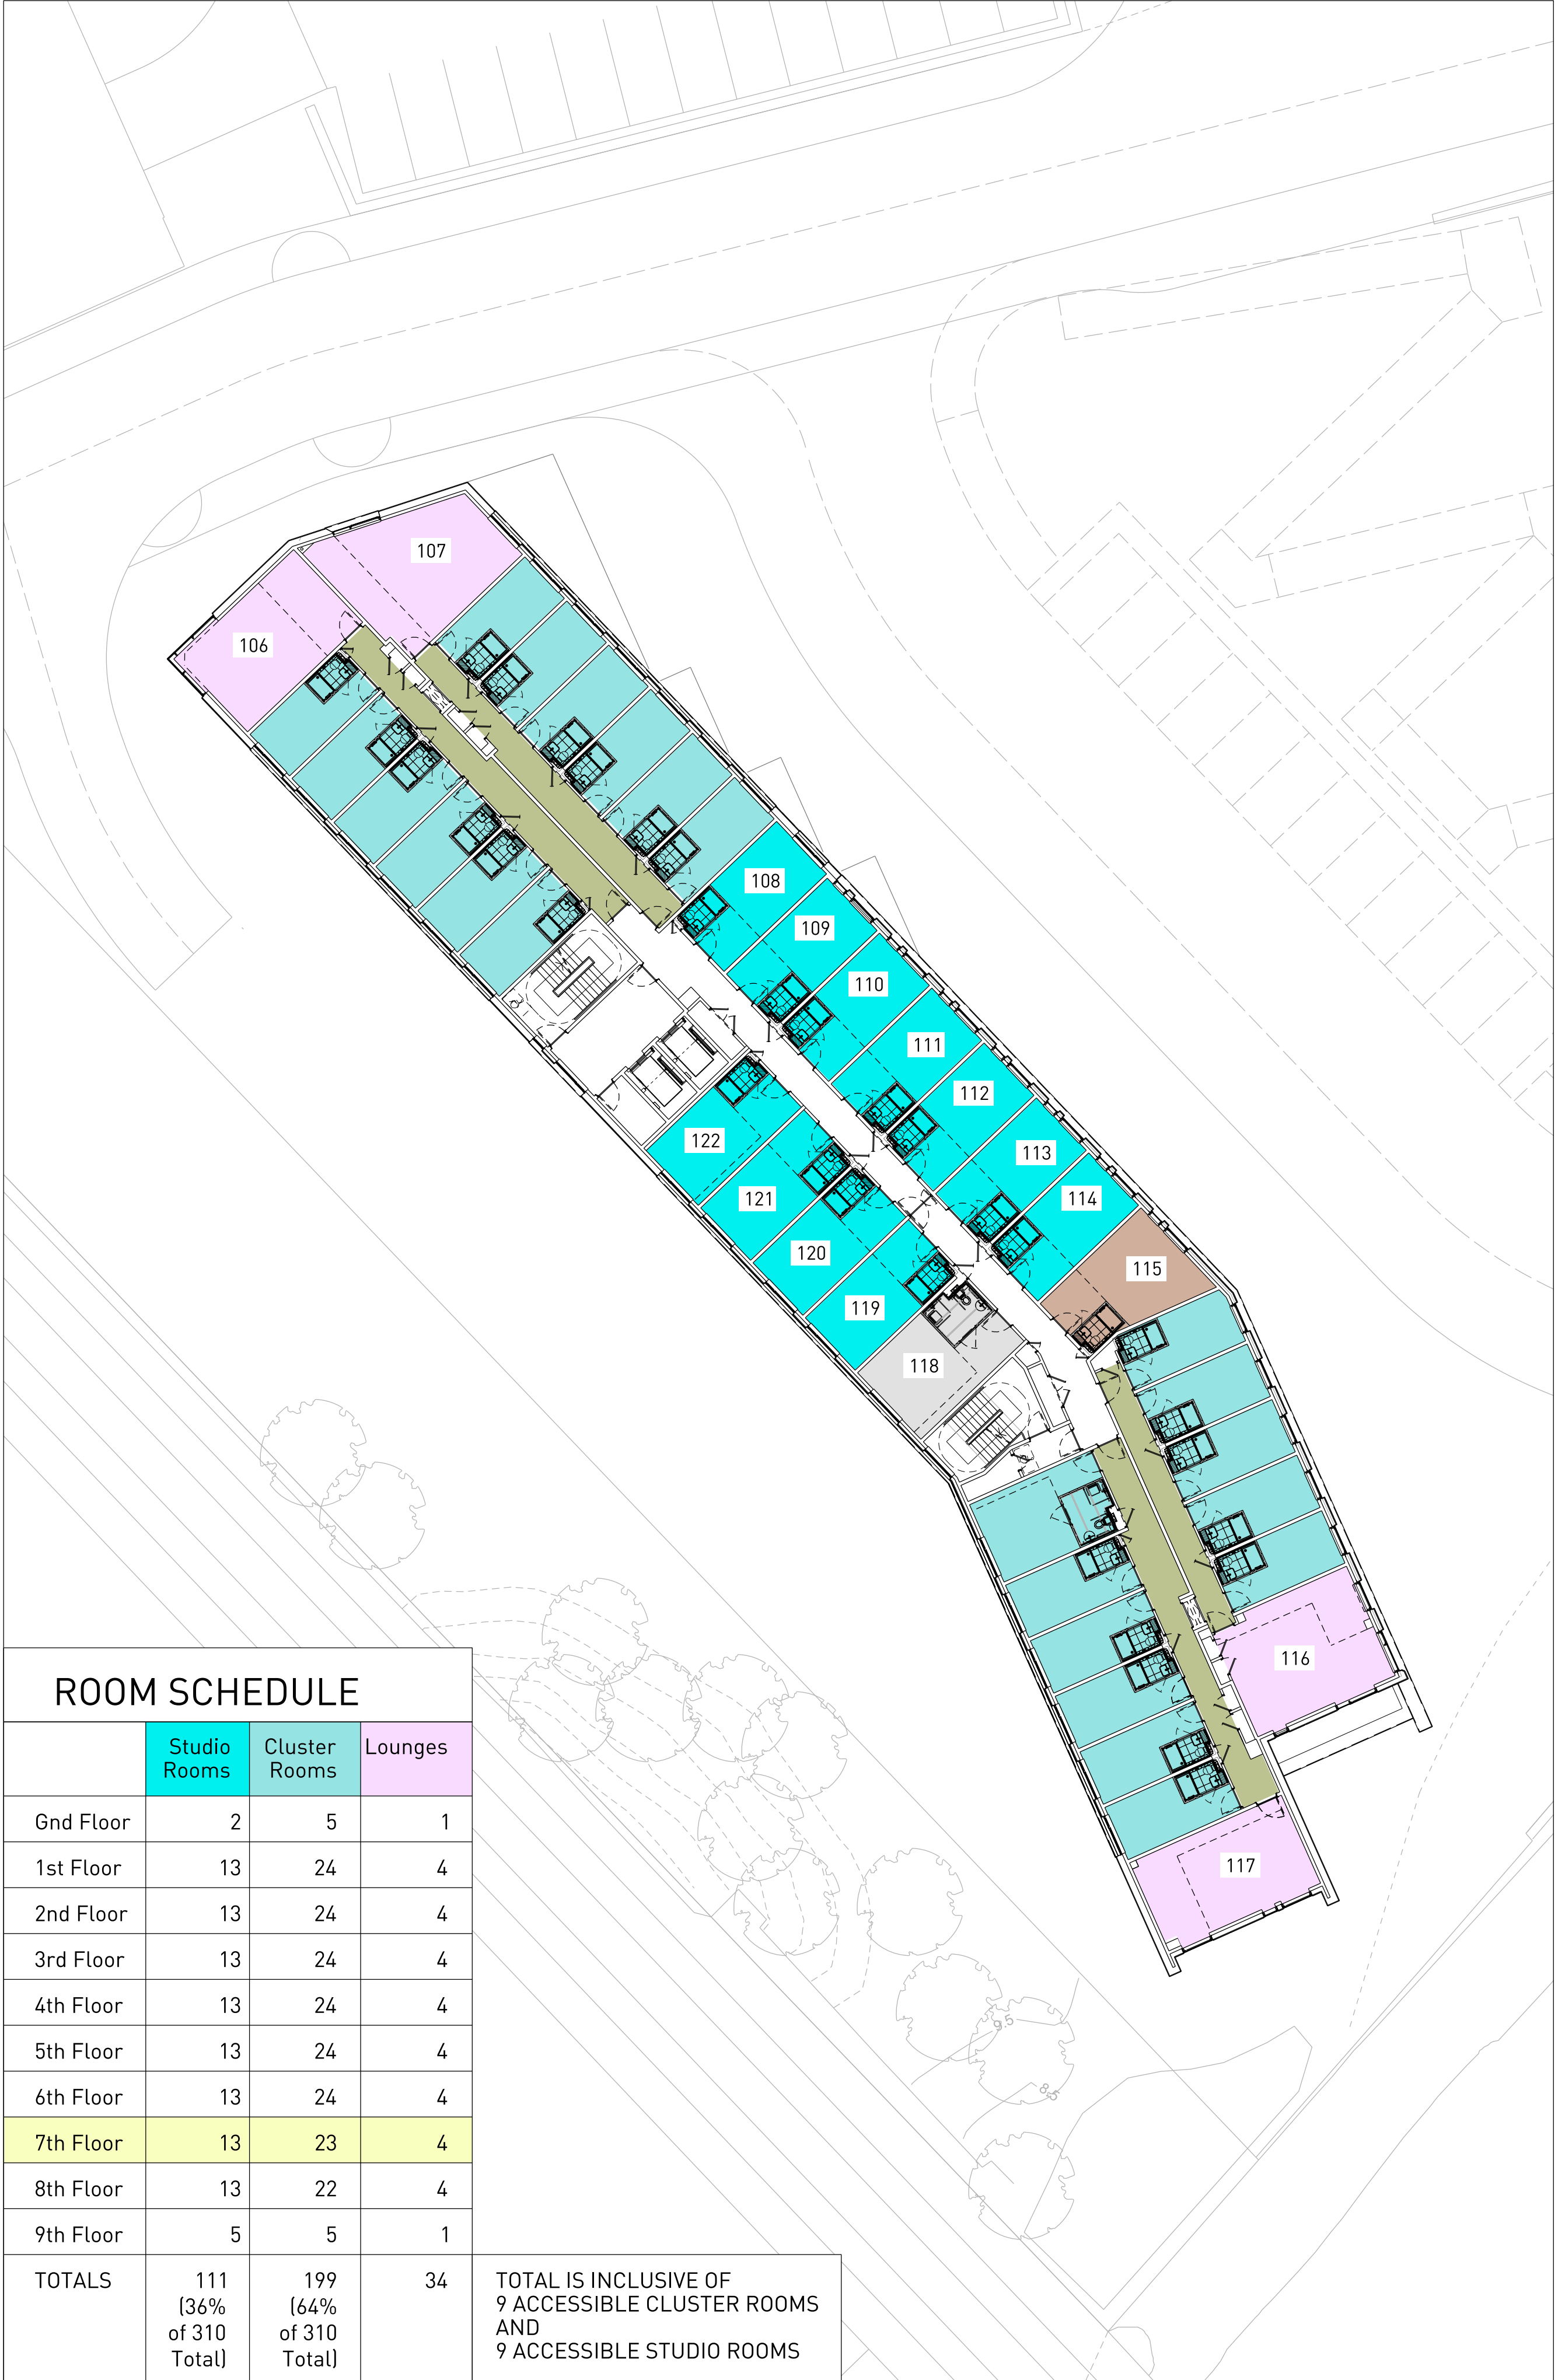 107
106
108
109
110
111
112
113
114
115
122
121
120
119
118
116
117
9.5
8.5
ROOM SCHEDULE
Studio Rooms Cluster Rooms Lounges
Gnd Floor 2 5 1
1st Floor 13 24 4
2nd Floor 13 24 4
3rd Floor 13 24 4
4th Floor 13 24 4
5th Floor 13 24 4
6th Floor 13 24 4
7th Floor 13 23 4
8th Floor 13 22 4
9th Floor 5 5 1
TOTALS 111 199 34
(36% (64%
of 310 of 310
Total) Total)
TOTAL IS INCLUSIVE OF
9 ACCESSIBLE CLUSTER ROOMS
AND
9 ACCESSIBLE STUDIO ROOMS